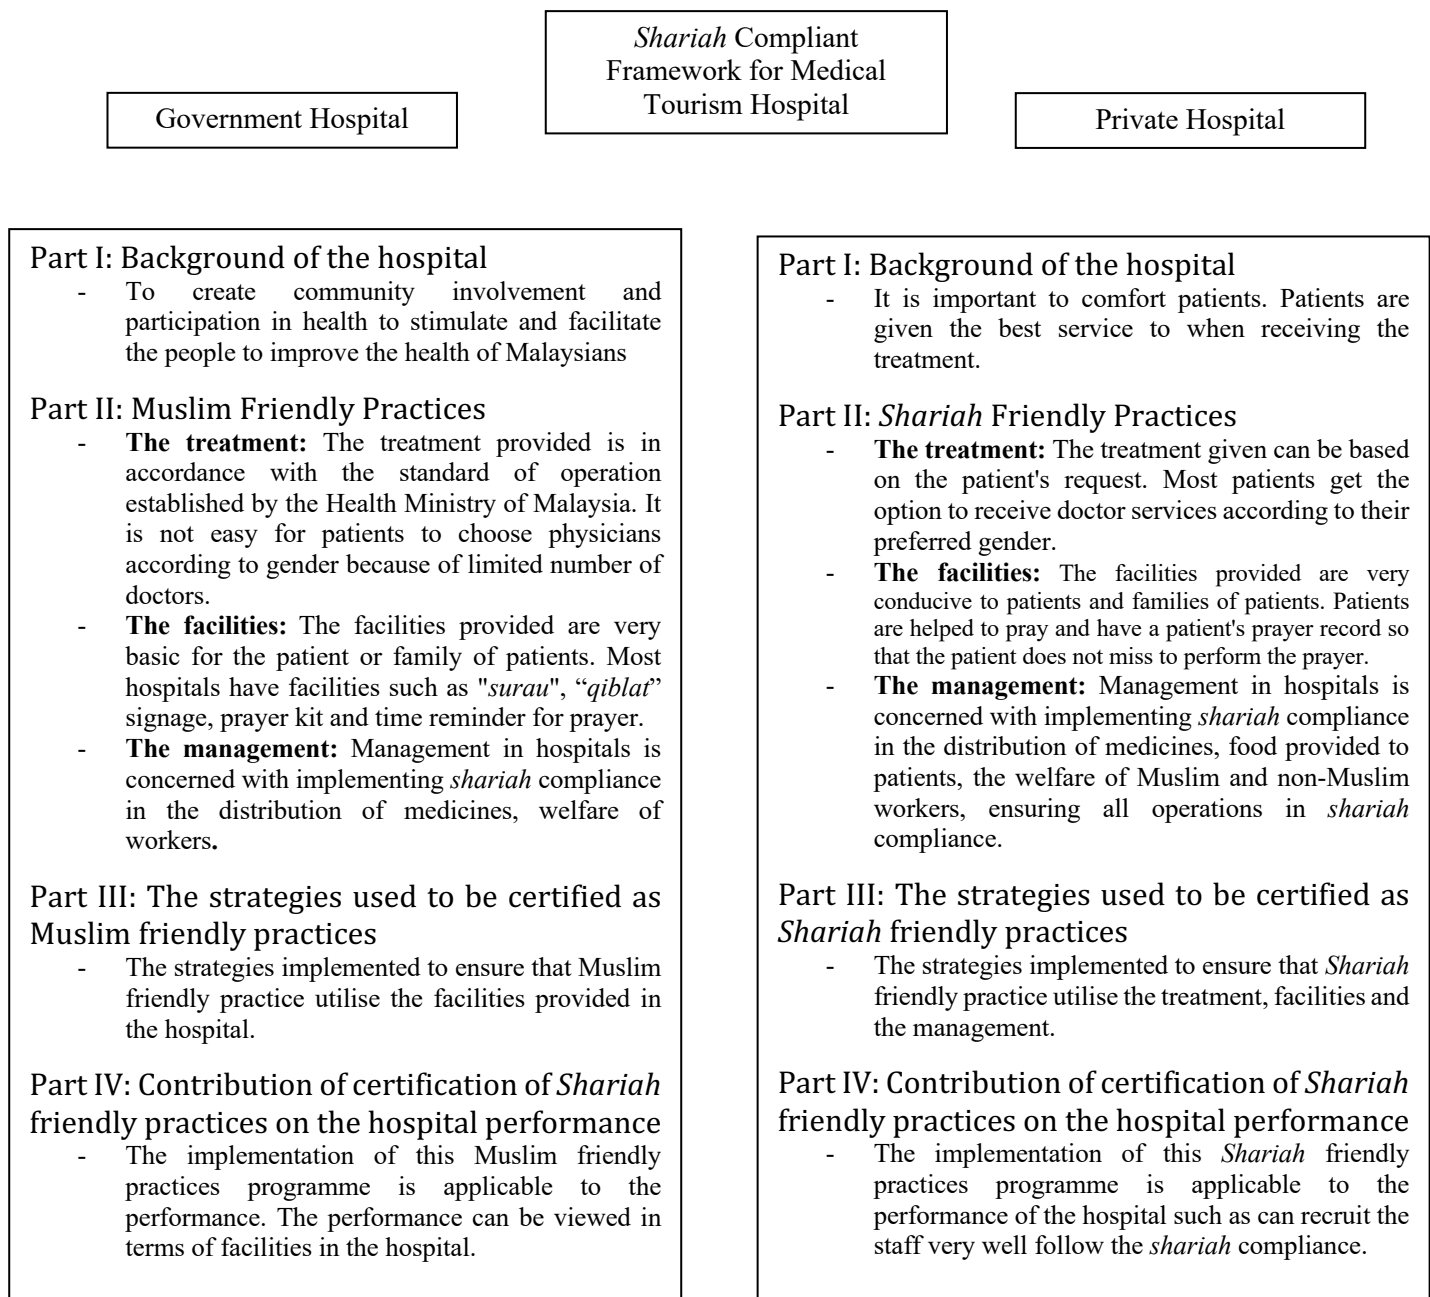 Shariah Compliant
Framework for Medical
Tourism Hospital
Government Hospital
Private Hospital
Part I: Background of the hospital
- To create community involvement and
participation in health to stimulate and facilitate
the people to improve the health of Malaysians
Part II: Muslim Friendly Practices
- The treatment: The treatment provided is in
accordance with the standard of operation
established by the Health Ministry of Malaysia. It
is not easy for patients to choose physicians
according to gender because of limited number of
doctors.
- The facilities: The facilities provided are very
basic for the patient or family of patients. Most
hospitals have facilities such as "surau", “qiblat”
signage, prayer kit and time reminder for prayer.
- The management: Management in hospitals is
concerned with implementing shariah compliance
in the distribution of medicines, welfare of
workers.
Part III: The strategies used to be certified as
Muslim friendly practices
- The strategies implemented to ensure that Muslim
friendly practice utilise the facilities provided in
the hospital.
Part IV: Contribution of certification of Shariah
friendly practices on the hospital performance
- The implementation of this Muslim friendly
practices programme is applicable to the
performance. The performance can be viewed in
terms of facilities in the hospital.
Part I: Background of the hospital
- It is important to comfort patients. Patients are
given the best service to when receiving the
treatment.
Part II: Shariah Friendly Practices
- The treatment: The treatment given can be based
on the patient's request. Most patients get the
option to receive doctor services according to their
preferred gender.
- The facilities: The facilities provided are very
conducive to patients and families of patients. Patients
are helped to pray and have a patient's prayer record so
that the patient does not miss to perform the prayer.
- The management: Management in hospitals is
concerned with implementing shariah compliance
in the distribution of medicines, food provided to
patients, the welfare of Muslim and non-Muslim
workers, ensuring all operations in shariah
compliance.
Part III: The strategies used to be certified as
Shariah friendly practices
- The strategies implemented to ensure that Shariah
friendly practice utilise the treatment, facilities and
the management.
Part IV: Contribution of certification of Shariah
friendly practices on the hospital performance
- The implementation of this Shariah friendly
practices programme is applicable to the
performance of the hospital such as can recruit the
staff very well follow the shariah compliance.